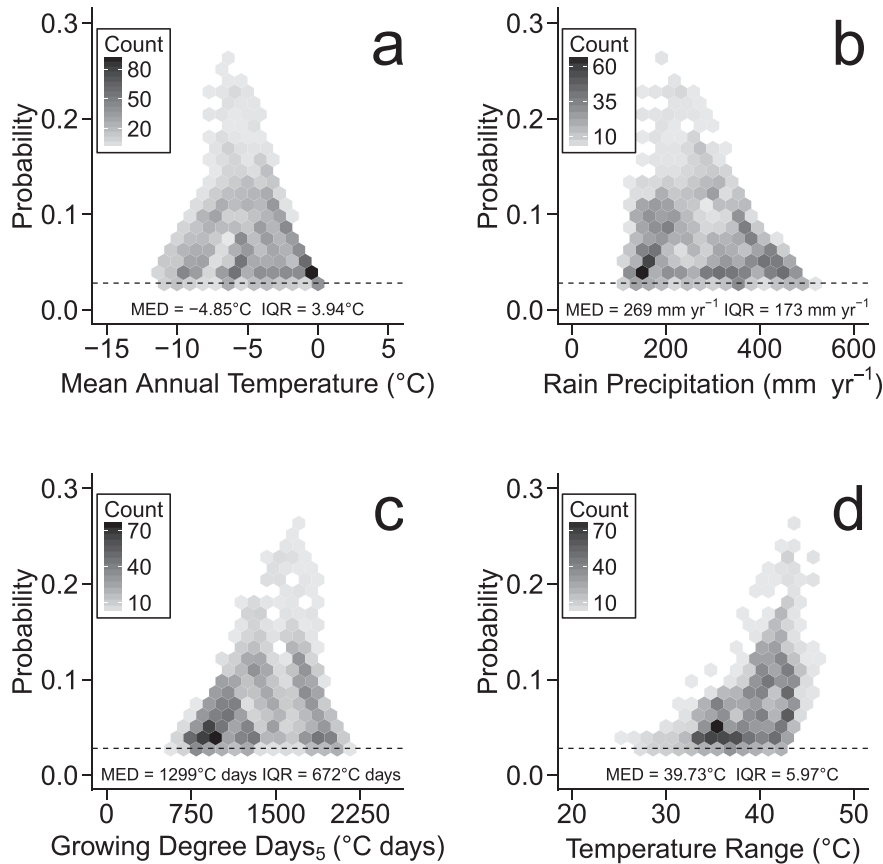 a
0.3
Count
80
50
20
0.2
0.1
0.0
Probability
MED = −4.85°C IQR = 3.94°C
−15 −10 −5 0 5
Mean Annual Temperature (°C)
b
0.3
Count
60
35
10
0.2
0.1
0.0
Probability
MED = 269 mm yr⁻¹ IQR = 173 mm yr⁻¹
0 200 400 600
Rain Precipitation (mm yr⁻¹)
c
0.3
Count
70
40
10
0.2
0.1
0.0
Probability
MED = 1299°C days IQR = 672°C days
0 750 1500 2250
Growing Degree Days₅ (°C days)
d
0.3
Count
70
40
10
0.2
0.1
0.0
Probability
MED = 39.73°C IQR = 5.97°C
20 30 40 50
Temperature Range (°C)